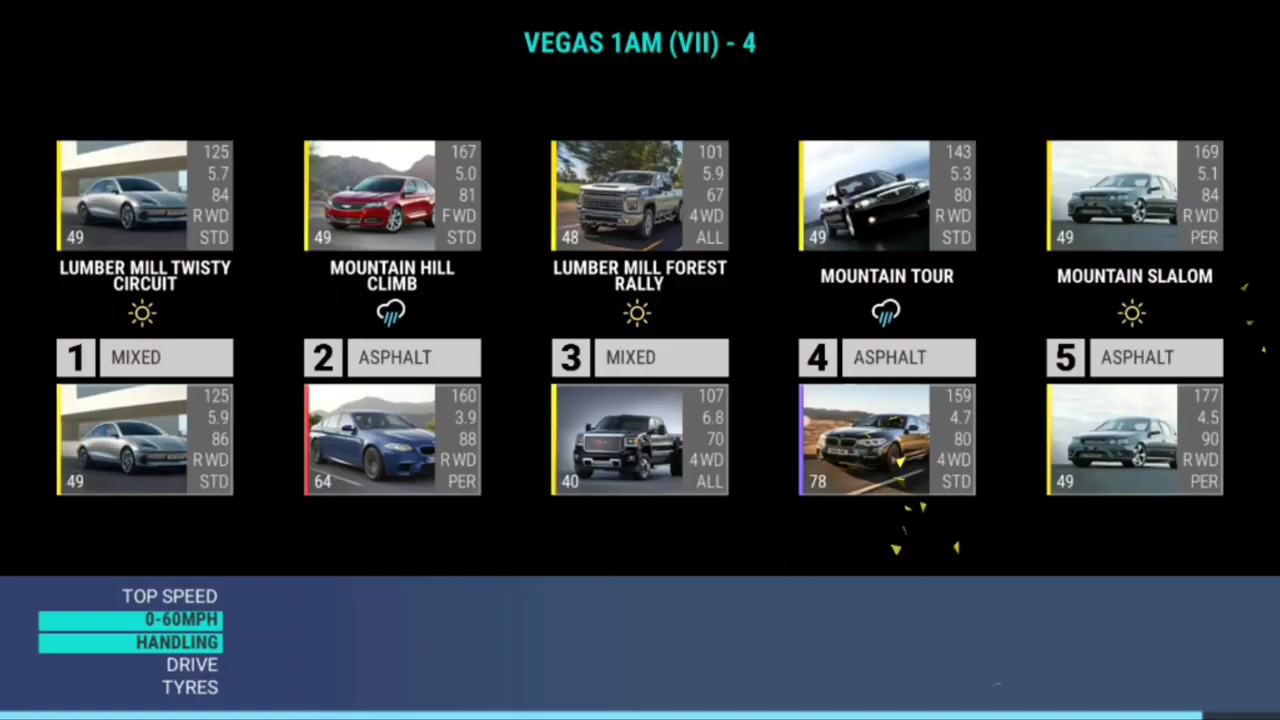 VEGAS 1AM (VII) - 4
125
5.7
84
RWD
49
STD
167
5.0
81
FWD
49
STD
101
5.9
67
4WD
48
ALL
143
5.3
80
RWD
49
STD
169
5.1
84
RWD
49
PER
LUMBER MILL TWISTY
CIRCUIT
MOUNTAIN HILL
CLIMB
LUMBER MILL FOREST
RALLY
MOUNTAIN TOUR
MOUNTAIN SLALOM
1 MIXED
2 ASPHALT
3 MIXED
4 ASPHALT
5 ASPHALT
125
5.9
86
RWD
49
STD
160
3.9
88
RWD
64
PER
107
6.8
70
4WD
40
ALL
159
4.7
80
4WD
78
STD
177
4.5
90
RWD
49
PER
TOP SPEED
0-60MPH
HANDLING
DRIVE
TYRES